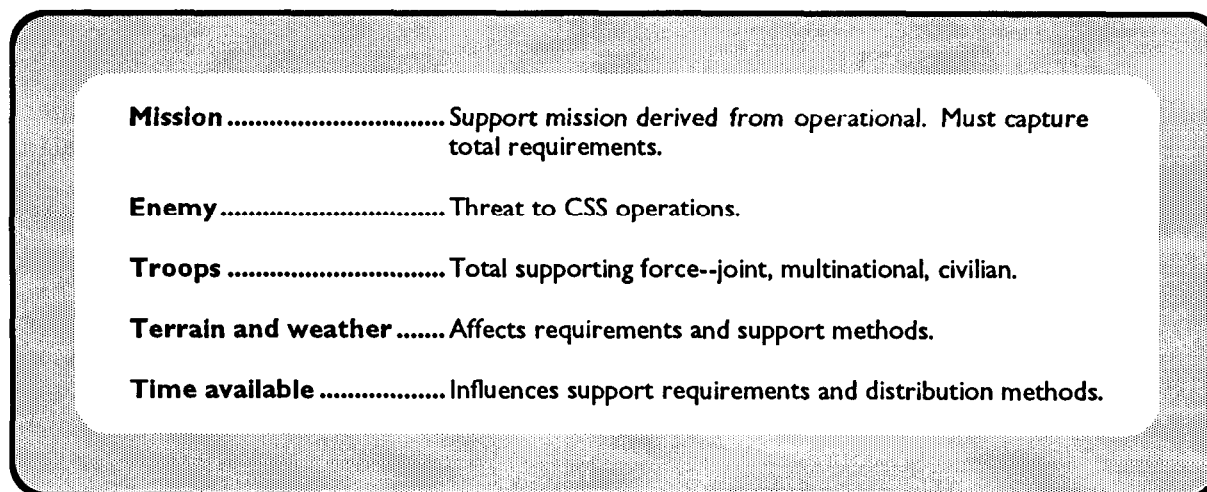 Mission ................................ Support mission derived from operational. Must capture
total requirements.
Enemy ................................. Threat to CSS operations.
Troops ................................ Total supporting force--joint, multinational, civilian.
Terrain and weather ....... Affects requirements and support methods.
Time available .................. Influences support requirements and distribution methods.